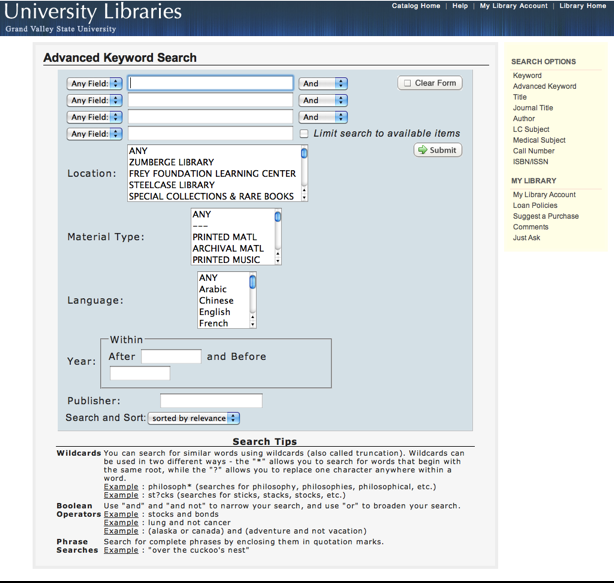 University Libraries
Grand Valley State University
Catalog Home | Help | My Library Account | Library Home
Advanced Keyword Search
Any Field: And Clear Form
Any Field: And
Any Field: And
Any Field: Limit search to available items
Submit
Location:
ANY
ZUMBERGE LIBRARY
FREY FOUNDATION LEARNING CENTER
STEELCASE LIBRARY
SPECIAL COLLECTIONS & RARE BOOKS
Material Type:
ANY
---
PRINTED MATL
ARCHIVAL MATL
PRINTED MUSIC
Language:
ANY
Arabic
Chinese
English
French
Year:
Within
After and Before
Publisher:
Search and Sort: sorted by relevance
Search Tips
Wildcards You can search for similar words using wildcards (also called truncation). Wildcards can
be used in two different ways - the "*" allows you to search for words that begin with
the same root, while the "?" allows you to replace one character anywhere within a
word.
Example : philosoph* (searches for philosophy, philosophies, philosophical, etc.)
Example : st?cks (searches for sticks, stacks, stocks, etc.)
Boolean Use "and" and "and not" to narrow your search, and use "or" to broaden your search.
Operators Example : stocks and bonds
Example : lung and not cancer
Example : (alaska or canada) and (adventure and not vacation)
Phrase Search for complete phrases by enclosing them in quotation marks.
Searches Example : "over the cuckoo's nest"
SEARCH OPTIONS
Keyword
Advanced Keyword
Title
Journal Title
Author
LC Subject
Medical Subject
Call Number
ISBN/ISSN
MY LIBRARY
My Library Account
Loan Policies
Suggest a Purchase
Comments
Just Ask